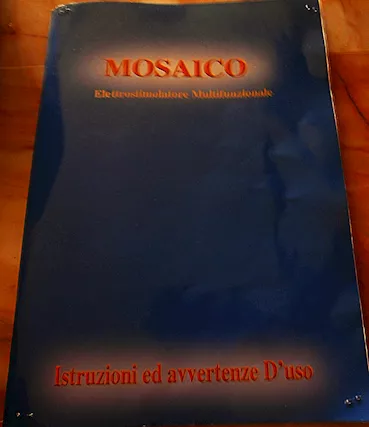 MOSAICO
Elettrostimolatore Multifunzionale
Istruzioni ed avvertenze D'uso